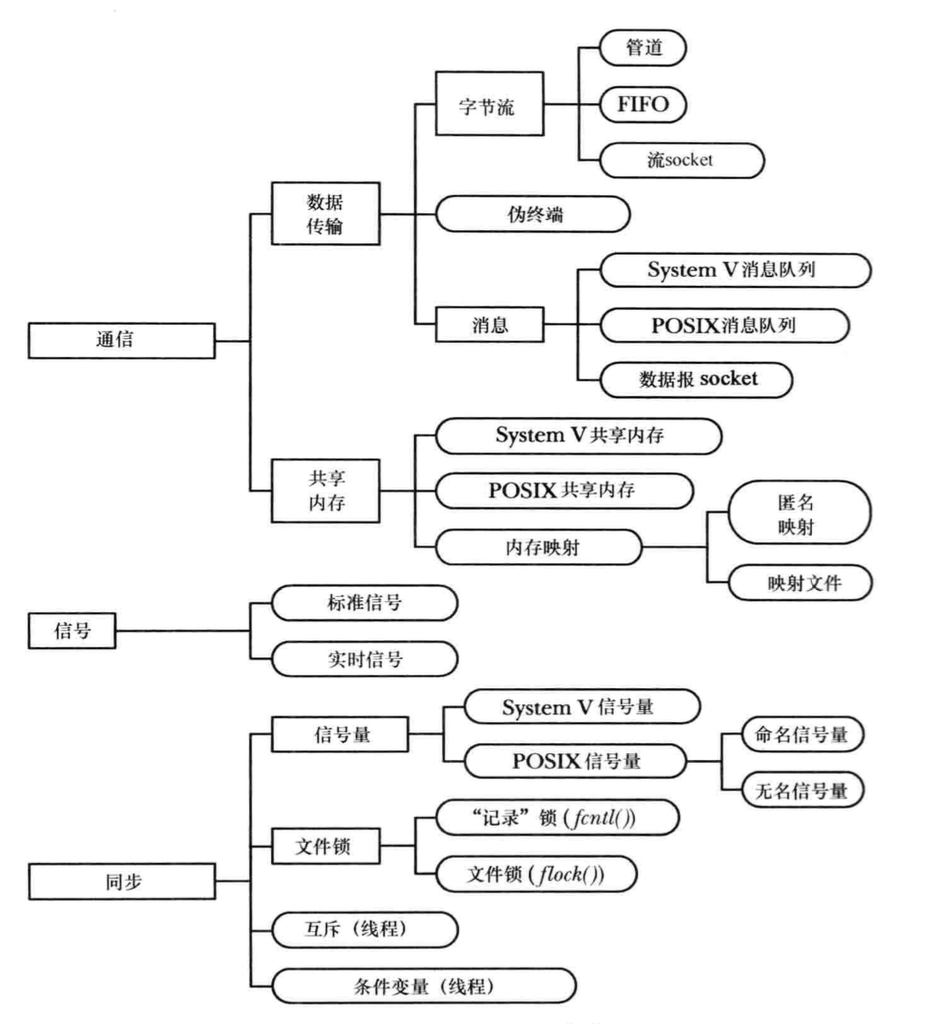 管道
字节流
FIFO
流socket
数据
传输
伪终端
System V消息队列
消息
POSIX消息队列
数据报 socket
通信
System V共享内存
共享
内存
POSIX共享内存
内存映射
匿名
映射
映射文件
标准信号
信号
实时信号
System V信号量
信号量
命名信号量
POSIX信号量
无名信号量
“记录”锁 (fcntl())
文件锁
文件锁 (flock())
同步
互斥（线程）
条件变量（线程）